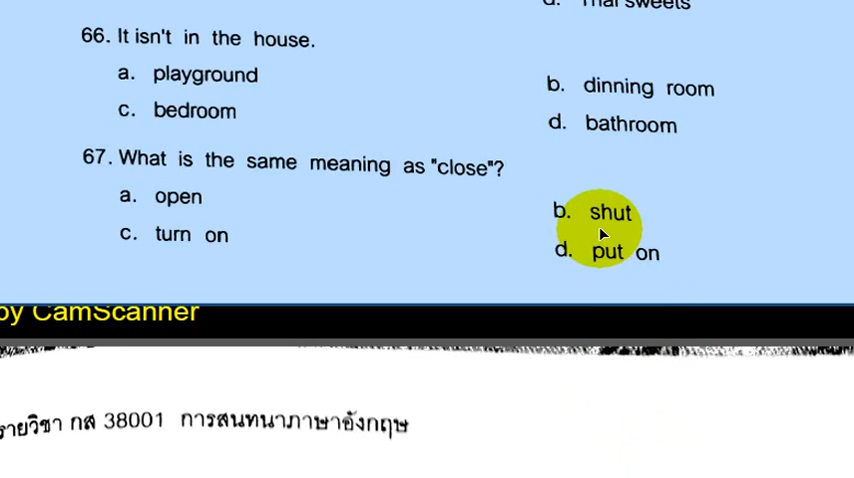 d. Thai sweets
66. It isn't in the house.
a. playground
b. dinning room
c. bedroom
d. bathroom
67. What is the same meaning as "close"?
a. open
b. shut
c. turn on
d. put on
by CamScanner
รายวิชา กส 38001 การสนทนาภาษาอังกฤษ